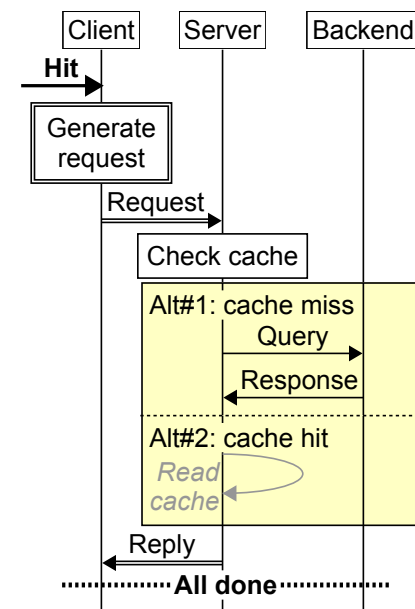 Client Server Backend
Hit
Generate
request
Request
Check cache
Alt#1: cache miss
Query
Response
Alt#2: cache hit
Read
cache
Reply
All done